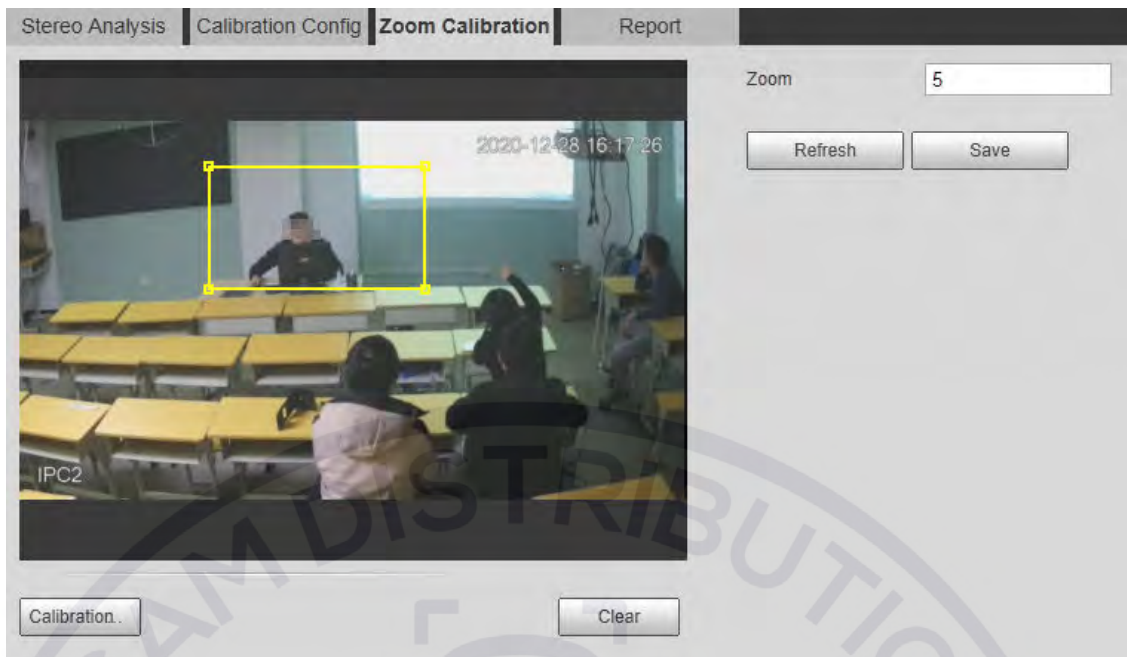 Stereo Analysis Calibration Config Zoom Calibration Report
Zoom 5
2020-12-28 16:17:26
Refresh Save
IPC2
Calibration..
Clear